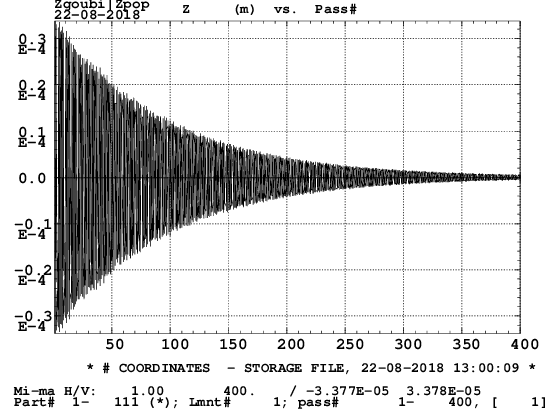 Zgoubi|Zpop
22-08-2018
Z (m) vs. Pass#
0.3
E-4
0.2
E-4
0.1
E-4
0.0
-0.1
E-4
-0.2
E-4
-0.3
E-4
50 100 150 200 250 300 350 400
* # COORDINATES - STORAGE FILE, 22-08-2018 13:00:09 *
Mi-ma H/V: 1.00 400. / -3.377E-05 3.378E-05
Part# 1- 111 (*); Lmnt# 1; pass# 1- 400, [ 1]